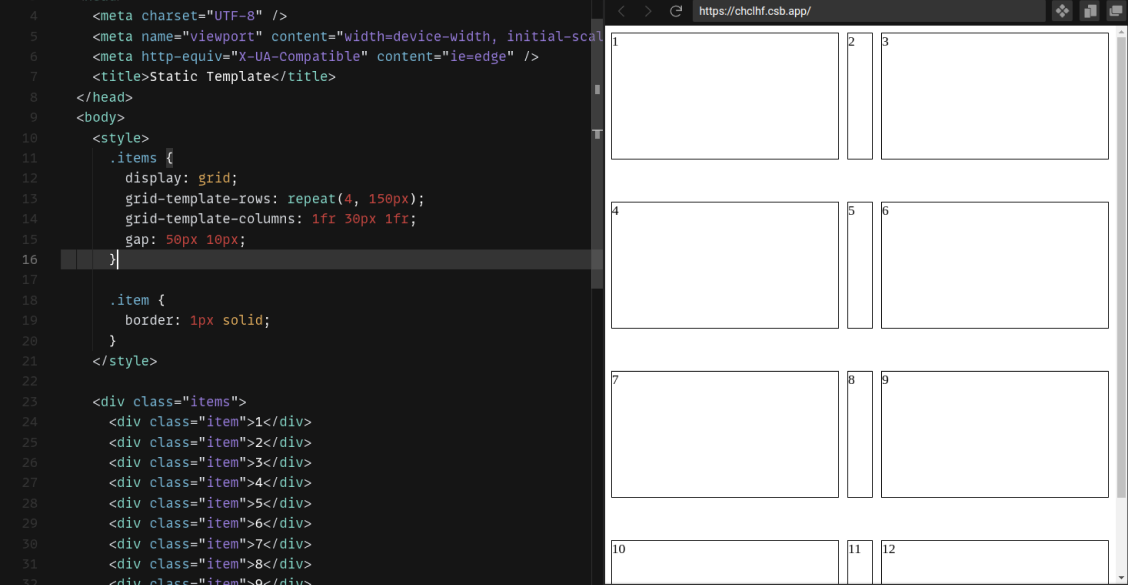 4 <meta charset="UTF-8" />
5 <meta name="viewport" content="width=device-width, initial-scal
6 <meta http-equiv="X-UA-Compatible" content="ie=edge" />
7 <title>Static Template</title>
8 </head>
9 <body>
10 <style>
11 .items {
12 display: grid;
13 grid-template-rows: repeat(4, 150px);
14 grid-template-columns: 1fr 30px 1fr;
15 gap: 50px 10px;
16 }
17
18 .item {
19 border: 1px solid;
20 }
21 </style>
22
23 <div class="items">
24 <div class="item">1</div>
25 <div class="item">2</div>
26 <div class="item">3</div>
27 <div class="item">4</div>
28 <div class="item">5</div>
29 <div class="item">6</div>
30 <div class="item">7</div>
31 <div class="item">8</div>
32 <div class="item">9</div>
https://chclhf.csb.app/
1 2 3
4 5 6
7 8 9
10 11 12